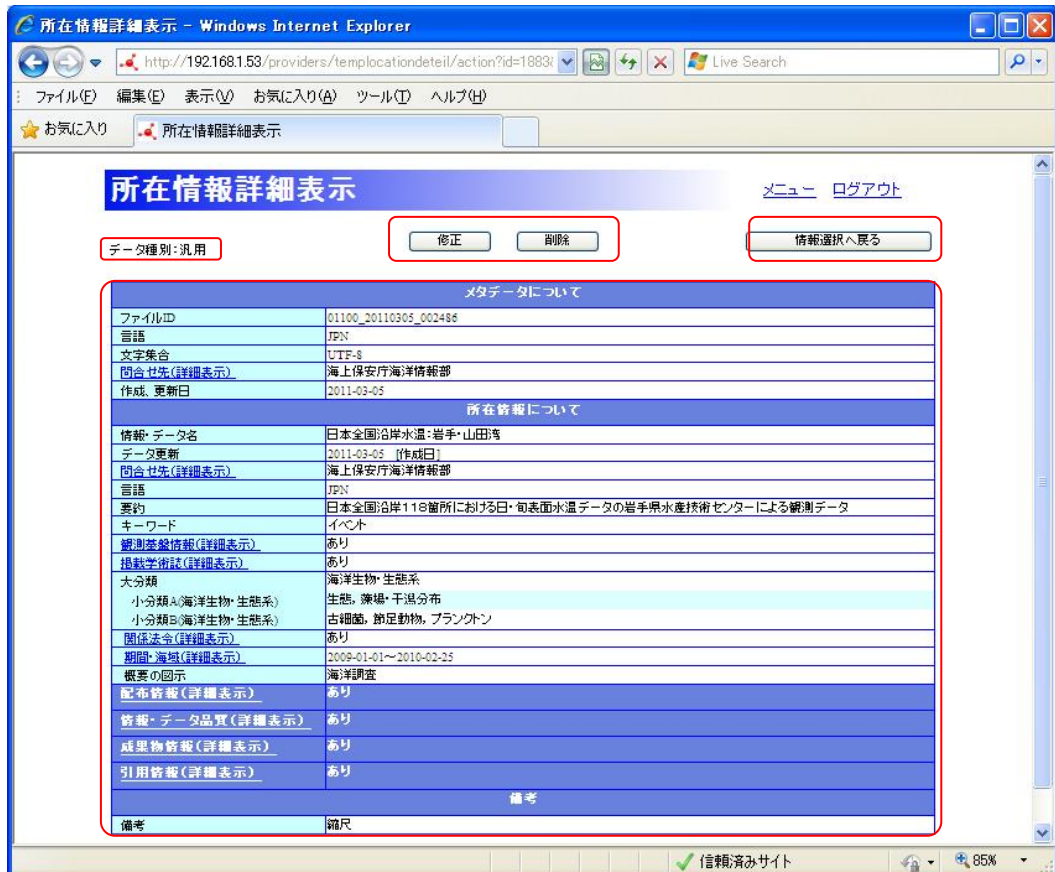 所在情報詳細表示 - Windows Internet Explorer
http://192.168.1.53/providers/templocationdeteil/action?id=1883
Live Search
ファイル(F) 編集(E) 表示(V) お気に入り(A) ツール(T) ヘルプ(H)
お気に入り 所在情報詳細表示
所在情報詳細表示 メニュー ログアウト
データ種別:汎用 修正 削除 情報選択へ戻る
メタデータについて
ファイルID 01100_20110305_002486
言語 JPN
文字集合 UTF-8
問合せ先(詳細表示) 海上保安庁海洋情報部
作成、更新日 2011-03-05
所在情報について
情報・データ名 日本全国沿岸水温:岩手・山田湾
データ更新 2011-03-05 [作成日]
問合せ先(詳細表示) 海上保安庁海洋情報部
言語 JPN
要約 日本全国沿岸118箇所における日・旬表面水温データの岩手県水産技術センターによる観測データ
キーワード イベント
観測基盤情報(詳細表示) あり
掲載学術誌(詳細表示) あり
大分類 海洋生物・生態系
小分類A(海洋生物・生態系) 生態, 藻場・干潟分布
小分類B(海洋生物・生態系) 古細菌, 節足動物, プランクトン
関係法令(詳細表示) あり
期間・海域(詳細表示) 2009-01-01～2010-02-25
概要の図示 海洋調査
配布情報(詳細表示) あり
情報・データ品質(詳細表示) あり
成果物情報(詳細表示) あり
引用情報(詳細表示) あり
備考
備考 縮尺
信頼済みサイト 85%